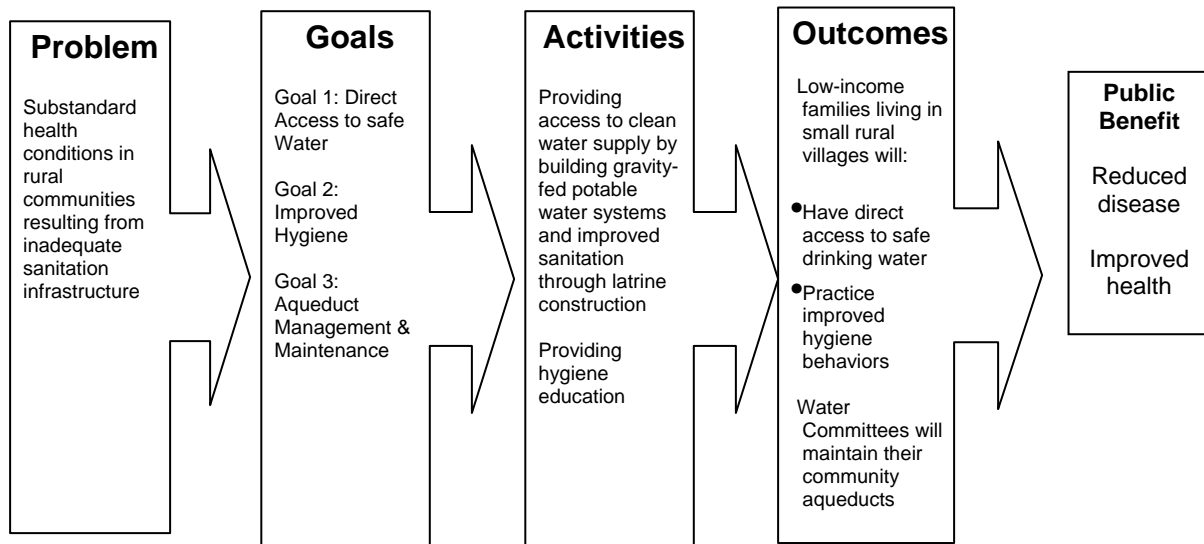 Problem
Substandard
health
conditions in
rural
communities
resulting from
inadequate
sanitation
infrastructure
Goals
Goal 1: Direct
Access to safe
Water
Goal 2:
Improved
Hygiene
Goal 3:
Aqueduct
Management &
Maintenance
Activities
Providing
access to clean
water supply by
building gravity-
fed potable
water systems
and improved
sanitation
through latrine
construction
Providing
hygiene
education
Outcomes
Low-income
families living in
small rural
villages will:
•Have direct
access to safe
drinking water
•Practice
improved
hygiene
behaviors
Water
Committees will
maintain their
community
aqueducts
Public
Benefit
Reduced
disease
Improved
health